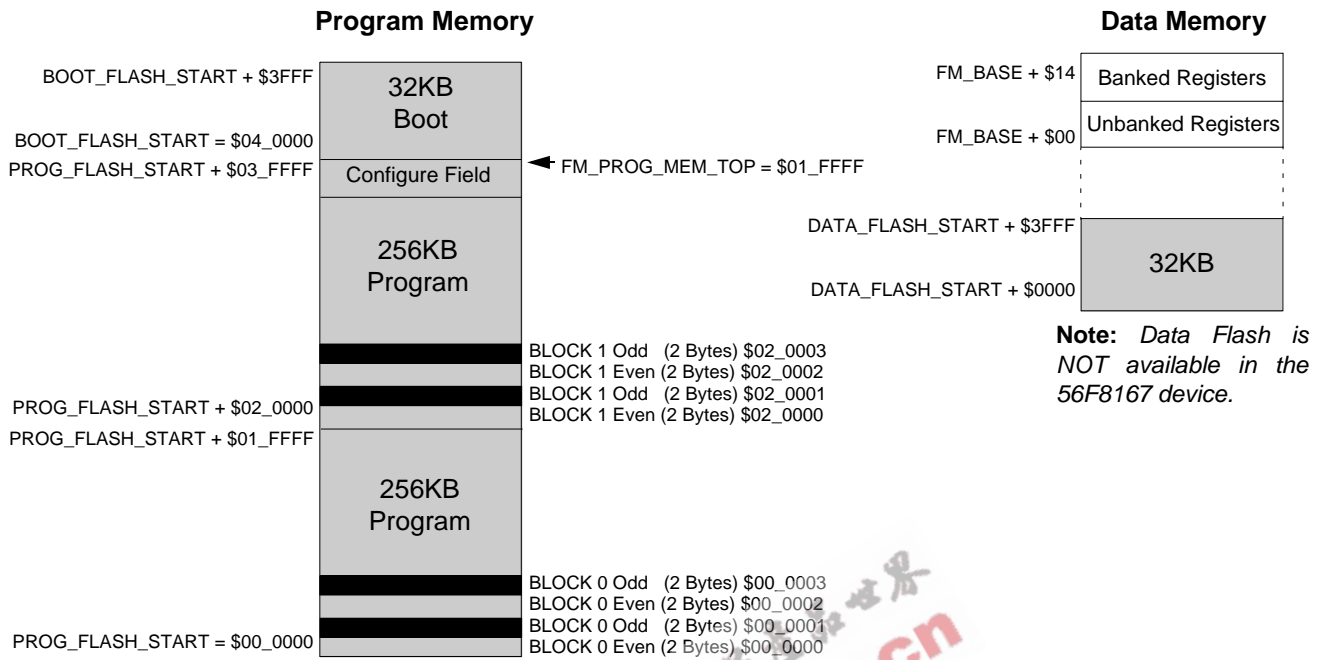 Program Memory
BOOT_FLASH_START + $3FFF
32KB
Boot
BOOT_FLASH_START = $04_0000
PROG_FLASH_START + $03_FFFF
Configure Field
FM_PROG_MEM_TOP = $01_FFFF
256KB
Program
BLOCK 1 Odd (2 Bytes) $02_0003
BLOCK 1 Even (2 Bytes) $02_0002
BLOCK 1 Odd (2 Bytes) $02_0001
BLOCK 1 Even (2 Bytes) $02_0000
PROG_FLASH_START + $02_0000
PROG_FLASH_START + $01_FFFF
256KB
Program
BLOCK 0 Odd (2 Bytes) $00_0003
BLOCK 0 Even (2 Bytes) $00_0002
BLOCK 0 Odd (2 Bytes) $00_0001
BLOCK 0 Even (2 Bytes) $00_0000
PROG_FLASH_START = $00_0000
Data Memory
FM_BASE + $14
Banked Registers
Unbanked Registers
FM_BASE + $00
DATA_FLASH_START + $3FFF
32KB
DATA_FLASH_START + $0000
Note: Data Flash is
NOT available in the
56F8167 device.
cn